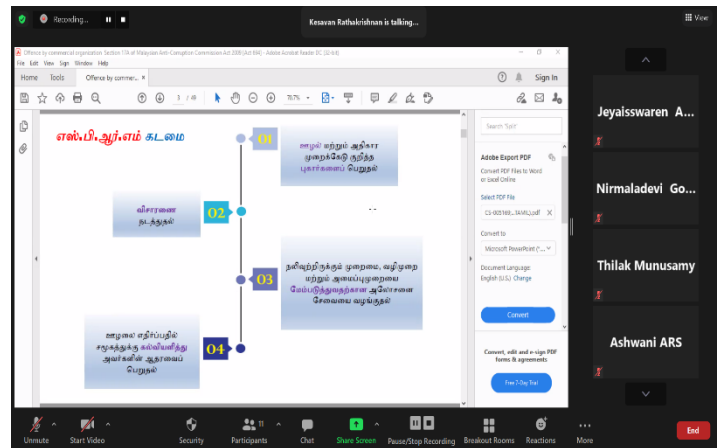 Recording...
Kesavan Rathakrishnan is talking...
View
Offence by commercial organization Section 17A of Malaysian Anti-Corruption Commission Act 2009 [Act 694] - Adobe Acrobat Reader DC (32-bit)
File Edit View Sign Window Help
Home Tools Offence by commer... × Sign In
3 / 49 76.7%
எஸ்.பி.ஆர்.எம் கடமை
01
ஊழல் மற்றும் அதிகார
முறைகேடு குறித்த
புகார்களைப் பெறுதல்
விசாரணை
நடத்துதல்
02
03
நலிவுற்றிருக்கும் முறைமை, வழிமுறை
மற்றும் அமைப்புமுறையை
மேம்படுத்துவதற்கான அலோசனை
சேவையை வழங்குதல்
ஊழலை எதிர்ப்பதில்
சமூகத்துக்கு கல்வியளித்து
அவர்களின் ஆதரவைப்
பெறுதல்
04
Search 'Split'
Adobe Export PDF
Convert PDF Files to Word
or Excel Online
Select PDF File
Convert to
Microsoft PowerPoint (*....
Document Language:
English (U.S.) Change
Convert
Convert, edit and e-sign PDF
forms & agreements
Free 7-Day Trial
Jeyaisswaren A...
Nirmaladevi Go...
Thilak Munusamy
Ashwani ARS
Unmute Start Video Security Participants 11 Chat Share Screen Pause/Stop Recording Breakout Rooms Reactions More End